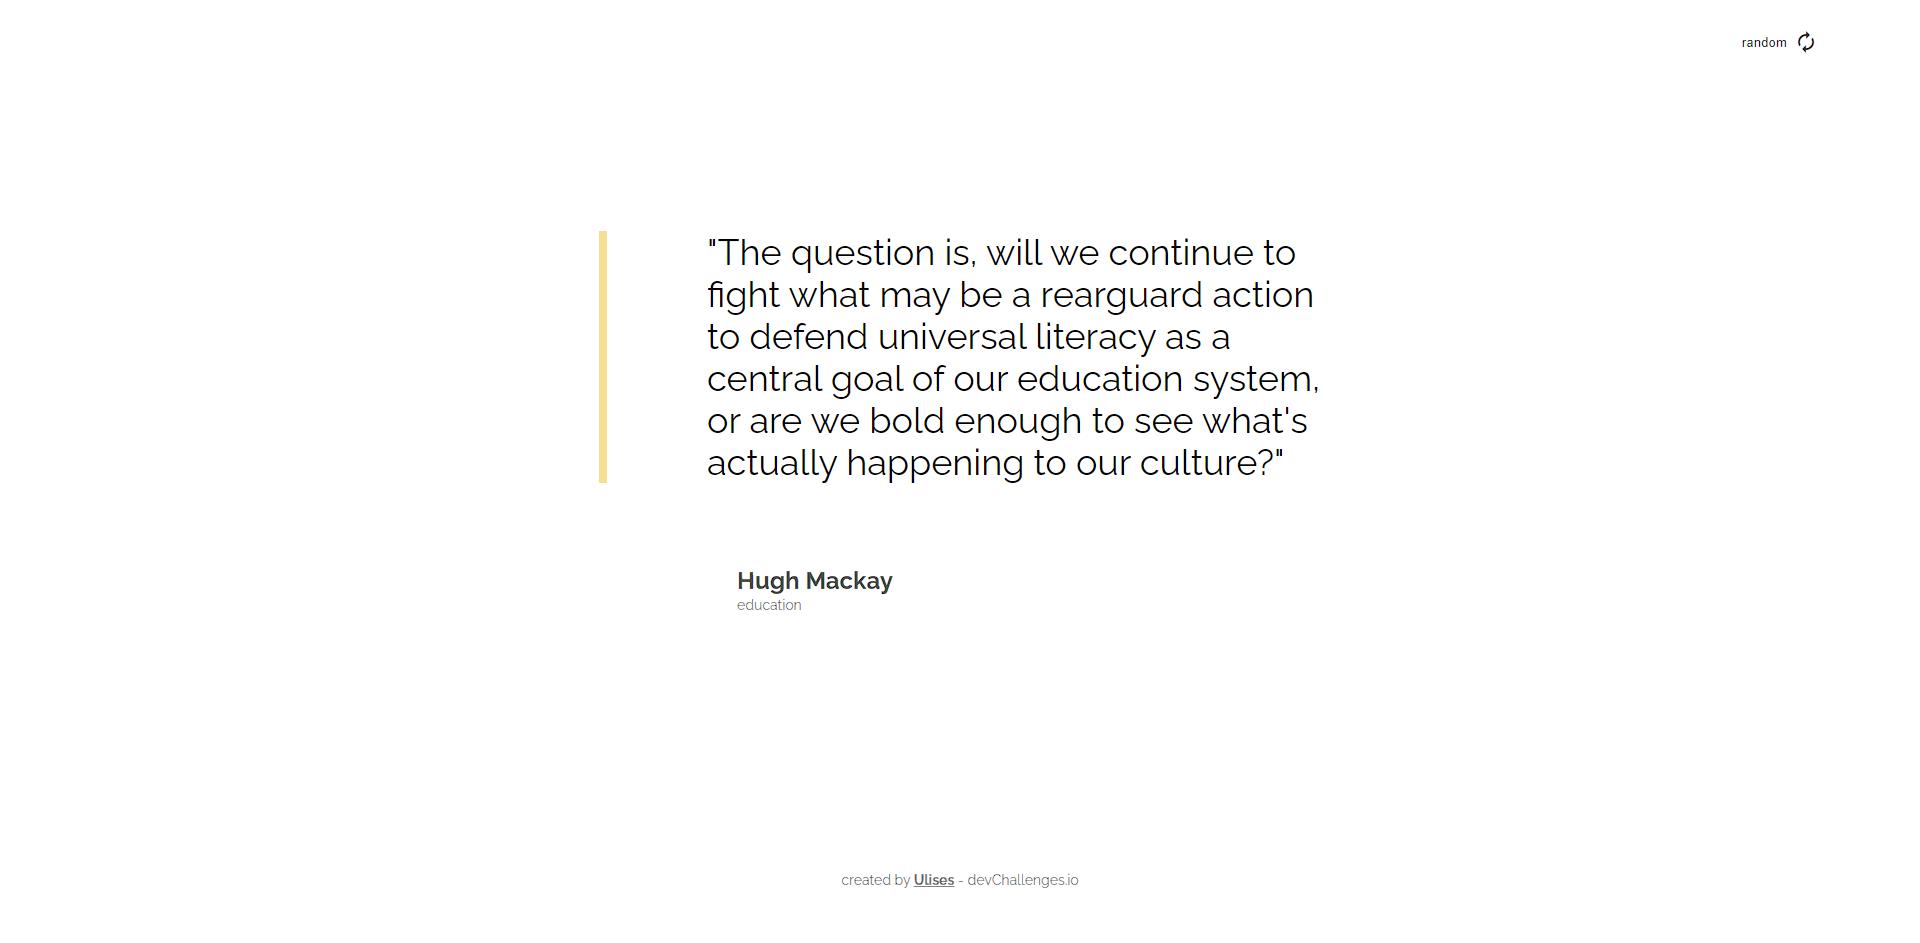 random
"The question is, will we continue to
fight what may be a rearguard action
to defend universal literacy as a
central goal of our education system,
or are we bold enough to see what's
actually happening to our culture?"
Hugh Mackay
education
created by Ulises - devChallenges.io